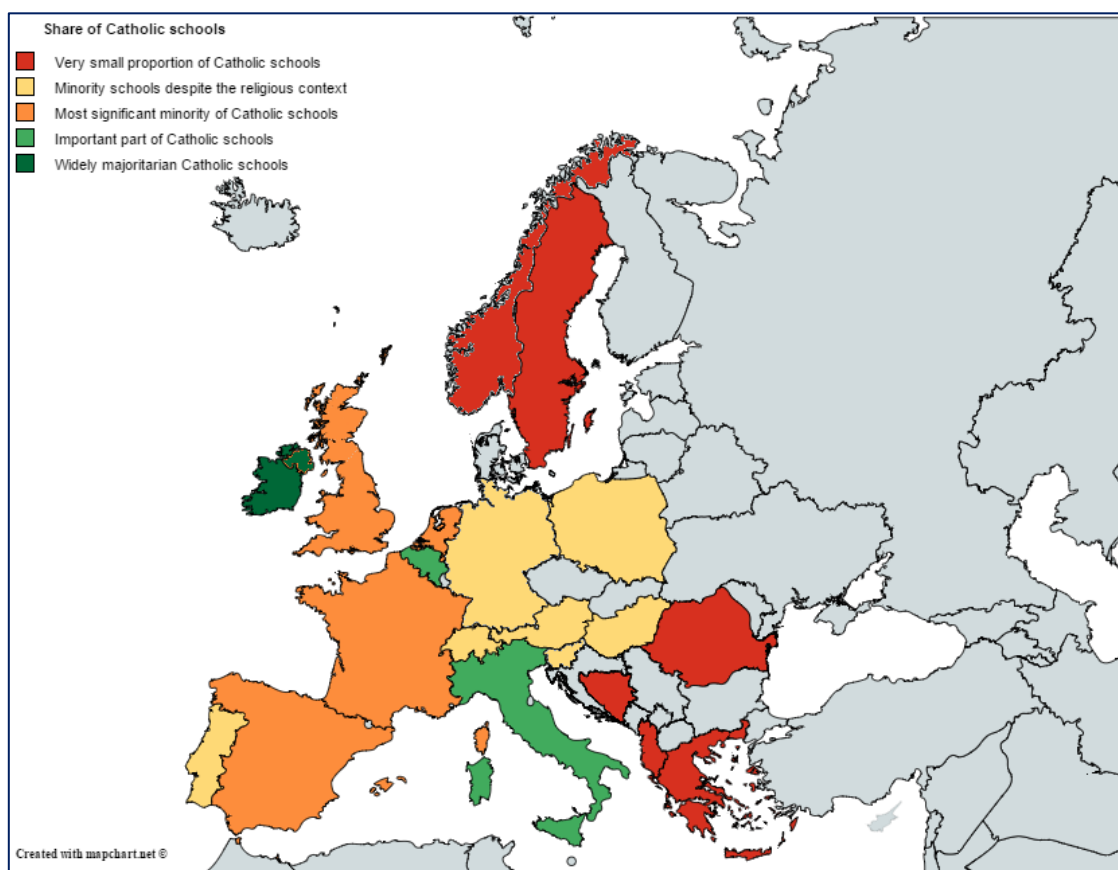 Share of Catholic schools
Very small proportion of Catholic schools
Minority schools despite the religious context
Most significant minority of Catholic schools
Important part of Catholic schools
Widely majoritarian Catholic schools
Created with mapchart.net ©